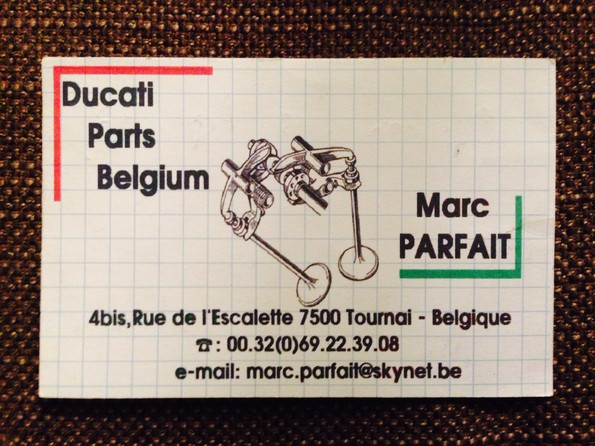 Ducati
Parts
Belgium
Marc
PARFAIT
4bis,Rue de l'Escalette 7500 Tournai - Belgique
☎: 00.32(0)69.22.39.08
e-mail: marc.parfait@skynet.be